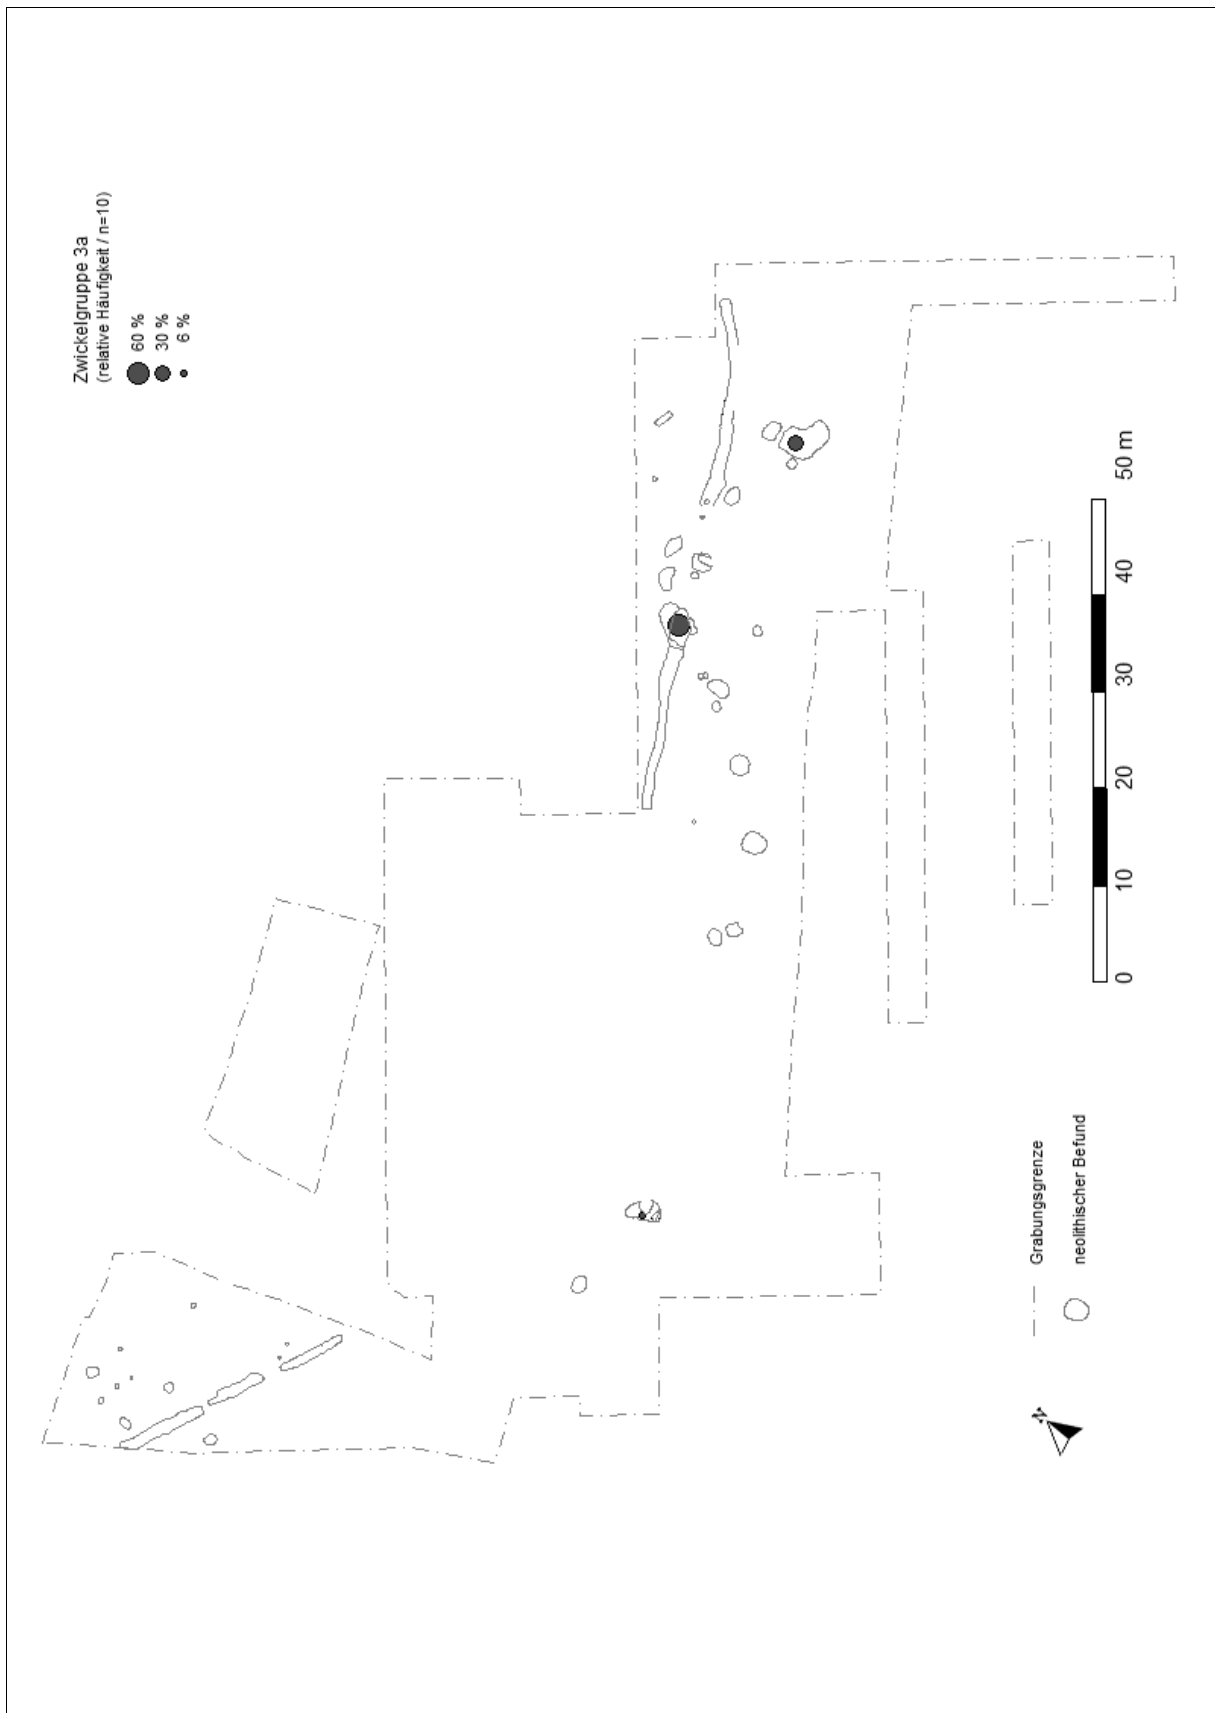 Zwickelgruppe 3a
(relative Häufigkeit / n=10)
60 %
30 %
6 %
0 10 20 30 40 50 m
Grabungsgrenze
neolithischer Befund
N